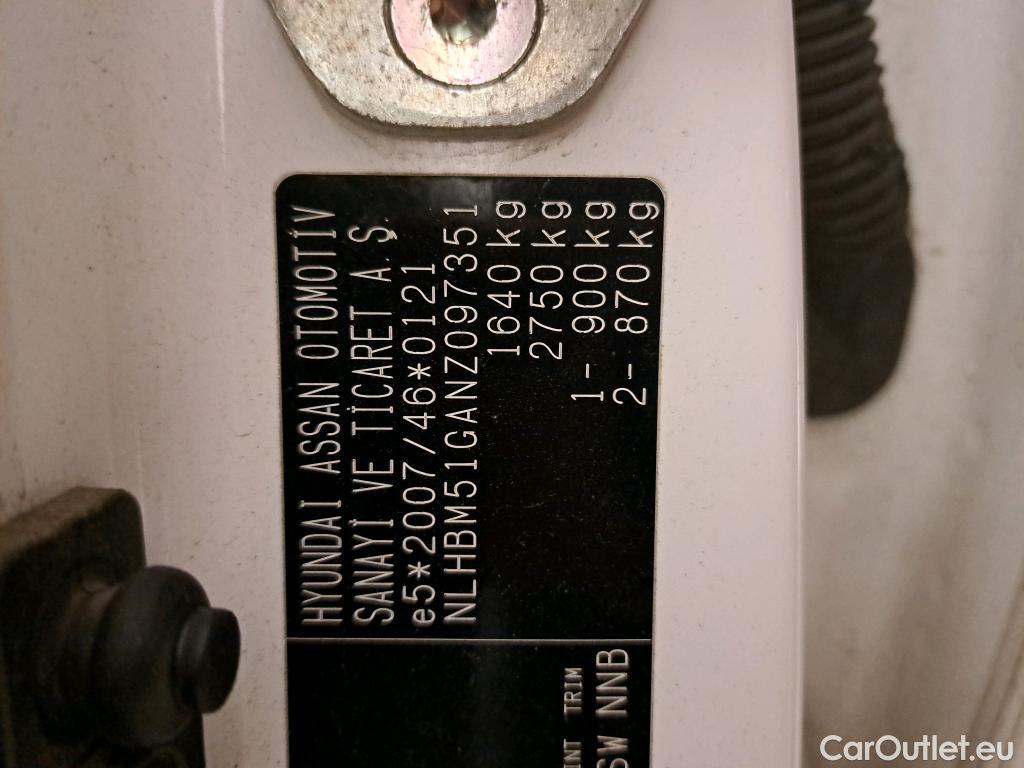 HYUNDAİ ASSAN OTOMOTİV
SANAYİ VE TİCARET A.Ş.
e5*2007/46*0121
NLHBM51GANZ097351
1640 kg
2750 kg
1- 900 kg
2- 870 kg
TRIM
SW NNB
CarOutlet.eu